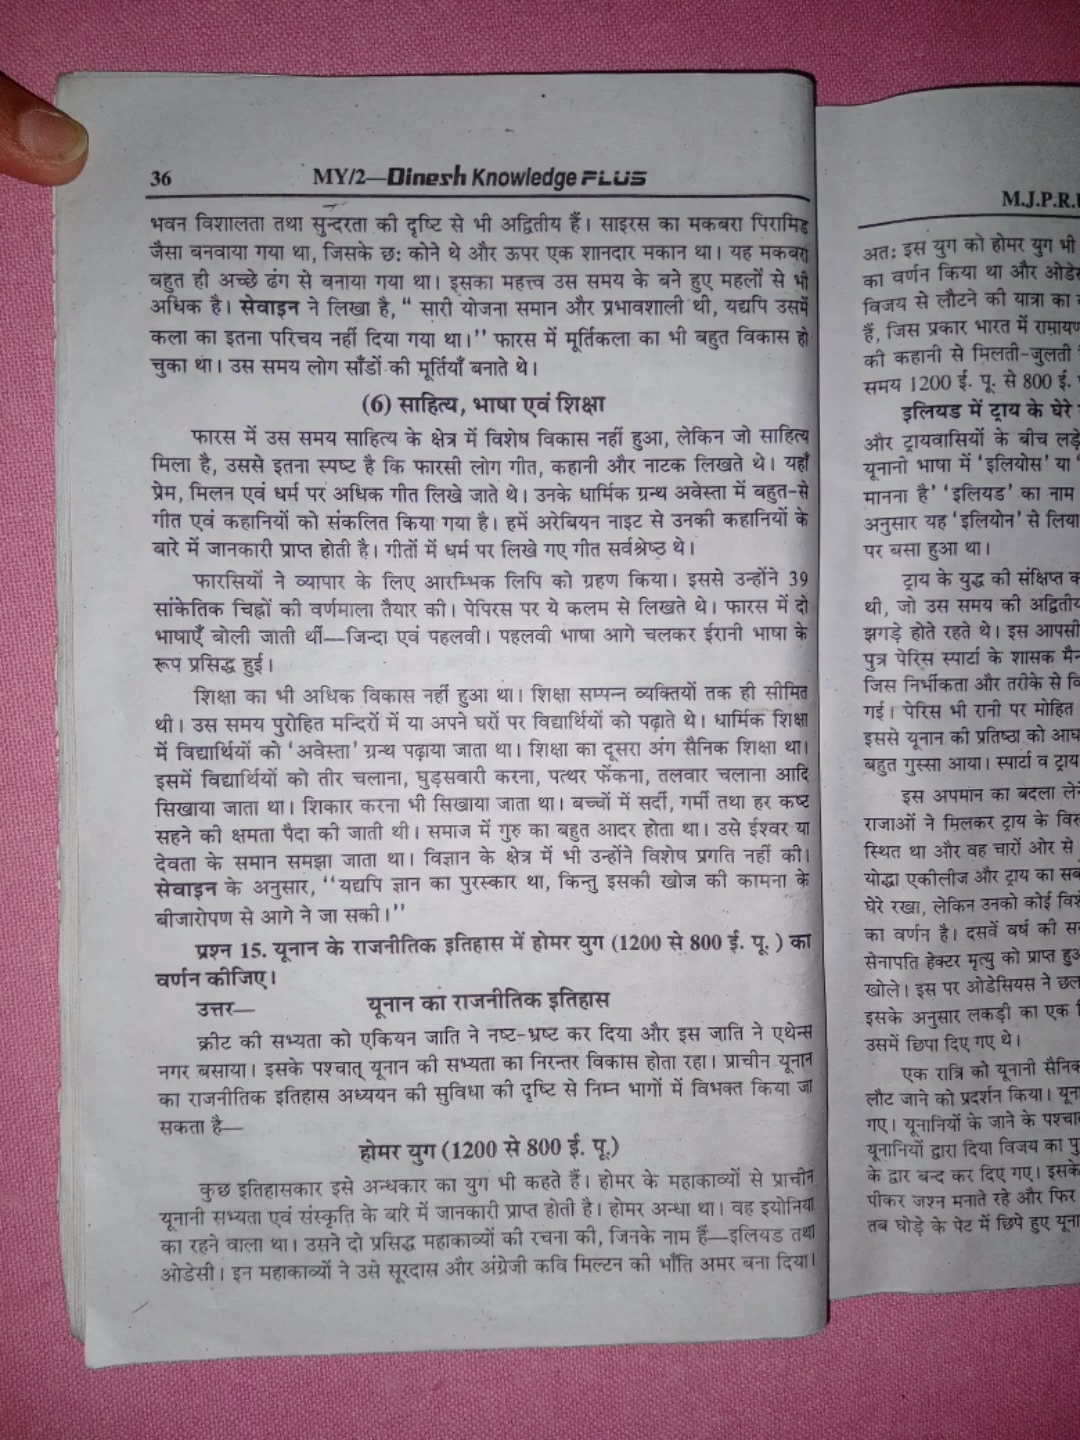 36 MY/2—Dinesh Knowledge PLUS
भवन विशालता तथा सुन्दरता की दृष्टि से भी अद्वितीय हैं। साइरस का मकबरा पिरामिड
जैसा बनवाया गया था, जिसके छः कोने थे और ऊपर एक शानदार मकान था। यह मकबरा
बहुत ही अच्छे ढंग से बनाया गया था। इसका महत्त्व उस समय के बने हुए महलों से भी
अधिक है। सेवाइन ने लिखा है, “ सारी योजना समान और प्रभावशाली थी, यद्यपि उसमें
कला का इतना परिचय नहीं दिया गया था।'' फारस में मूर्तिकला का भी बहुत विकास हो
चुका था। उस समय लोग साँडों की मूर्तियाँ बनाते थे।
(6) साहित्य, भाषा एवं शिक्षा
फारस में उस समय साहित्य के क्षेत्र में विशेष विकास नहीं हुआ, लेकिन जो साहित्य
मिला है, उससे इतना स्पष्ट है कि फारसी लोग गीत, कहानी और नाटक लिखते थे। यहाँ
प्रेम, मिलन एवं धर्म पर अधिक गीत लिखे जाते थे। उनके धार्मिक ग्रन्थ अवेस्ता में बहुत-से
गीत एवं कहानियों को संकलित किया गया है। हमें अरेबियन नाइट से उनकी कहानियों के
बारे में जानकारी प्राप्त होती है। गीतों में धर्म पर लिखे गए गीत सर्वश्रेष्ठ थे।
फारसियों ने व्यापार के लिए आरम्भिक लिपि को ग्रहण किया। इससे उन्होंने 39
सांकेतिक चिह्नों की वर्णमाला तैयार की। पेपिरस पर ये कलम से लिखते थे। फारस में दो
भाषाएँ बोली जाती थीं—जिन्दा एवं पहलवी। पहलवी भाषा आगे चलकर ईरानी भाषा के
रूप प्रसिद्ध हुई।
शिक्षा का भी अधिक विकास नहीं हुआ था। शिक्षा सम्पन्न व्यक्तियों तक ही सीमित
थी। उस समय पुरोहित मन्दिरों में या अपने घरों पर विद्यार्थियों को पढ़ाते थे। धार्मिक शिक्षा
में विद्यार्थियों को 'अवेस्ता' ग्रन्थ पढ़ाया जाता था। शिक्षा का दूसरा अंग सैनिक शिक्षा था।
इसमें विद्यार्थियों को तीर चलाना, घुड़सवारी करना, पत्थर फेंकना, तलवार चलाना आदि
सिखाया जाता था। शिकार करना भी सिखाया जाता था। बच्चों में सर्दी, गर्मी तथा हर कष्ट
सहने की क्षमता पैदा की जाती थी। समाज में गुरु का बहुत आदर होता था। उसे ईश्वर या
देवता के समान समझा जाता था। विज्ञान के क्षेत्र में भी उन्होंने विशेष प्रगति नहीं की।
सेवाइन के अनुसार, ''यद्यपि ज्ञान का पुरस्कार था, किन्तु इसकी खोज की कामना के
बीजारोपण से आगे ने जा सकी।''
प्रश्न 15. यूनान के राजनीतिक इतिहास में होमर युग (1200 से 800 ई. पू. ) का
वर्णन कीजिए।
उत्तर— यूनान का राजनीतिक इतिहास
क्रीट की सभ्यता को एकियन जाति ने नष्ट-भ्रष्ट कर दिया और इस जाति ने एथेन्स
नगर बसाया। इसके पश्चात् यूनान की सभ्यता का निरन्तर विकास होता रहा। प्राचीन यूनान
का राजनीतिक इतिहास अध्ययन की सुविधा की दृष्टि से निम्न भागों में विभक्त किया जा
सकता है—
होमर युग (1200 से 800 ई. पू.)
कुछ इतिहासकार इसे अन्धकार का युग भी कहते हैं। होमर के महाकाव्यों से प्राचीन
यूनानी सभ्यता एवं संस्कृति के बारे में जानकारी प्राप्त होती है। होमर अन्धा था। वह इयोनिया
का रहने वाला था। उसने दो प्रसिद्ध महाकाव्यों की रचना की, जिनके नाम हैं—इलियड तथा
ओडेसी। इन महाकाव्यों ने उसे सूरदास और अंग्रेजी कवि मिल्टन की भाँति अमर बना दिया।
M.J.P.R.
अतः इस युग को होमर युग भी
का वर्णन किया था और
विजय से लौटने की यात्रा का
हैं, जिस प्रकार भारत में
की कहानी से मिलती-जुलती
समय 1200 ई. पू. से 800 ई.
इलियड में ट्राय के घेरे
और ट्रायवासियों के बीच
यूनानी भाषा में 'इलियोस' या
मानना है' 'इलियड' का नाम
अनुसार यह 'इलियोन' से
पर बसा हुआ था।
ट्राय के युद्ध की संक्षिप्त
थी, जो उस समय की
झगड़े होते रहते थे। इस आपसी
पुत्र पेरिस स्पार्टा के शासक
जिस निर्भीकता और तरीके से
गई। पेरिस भी रानी पर मोहित
इससे यूनान की प्रतिष्ठा को
बहुत गुस्सा आया। स्पार्टा व ट्राय
इस अपमान का बदला
राजाओं ने मिलकर ट्राय के
स्थित था और वह चारों ओर से
योद्धा एकीलीज और ट्राय का
घेरे रखा, लेकिन उनको कोई
का वर्णन है। दसवें वर्ष की
सेनापति हेक्टर मृत्यु को प्राप्त
खोले। इस पर ओडेसियस ने
इसके अनुसार लकड़ी का एक
उसमें छिपा दिए गए थे।
एक रात्रि को यूनानी
लौट जाने को प्रदर्शन किया।
गए। यूनानियों के जाने के
यूनानियों द्वारा दिया विजय का
के द्वार बन्द कर दिए गए।
पीकर जश्न मनाते रहे और फिर
तब घोड़े के पेट में छिपे हुए